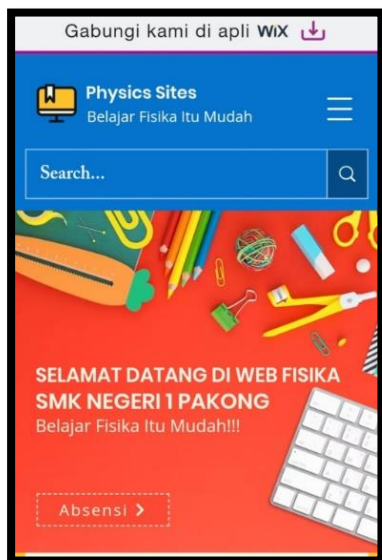 Gabungi kami di apli WiX
Physics Sites
Belajar Fisika Itu Mudah
Search...
SELAMAT DATANG DI WEB FISIKA
SMK NEGERI 1 PAKONG
Belajar Fisika Itu Mudah!!!
Absensi >